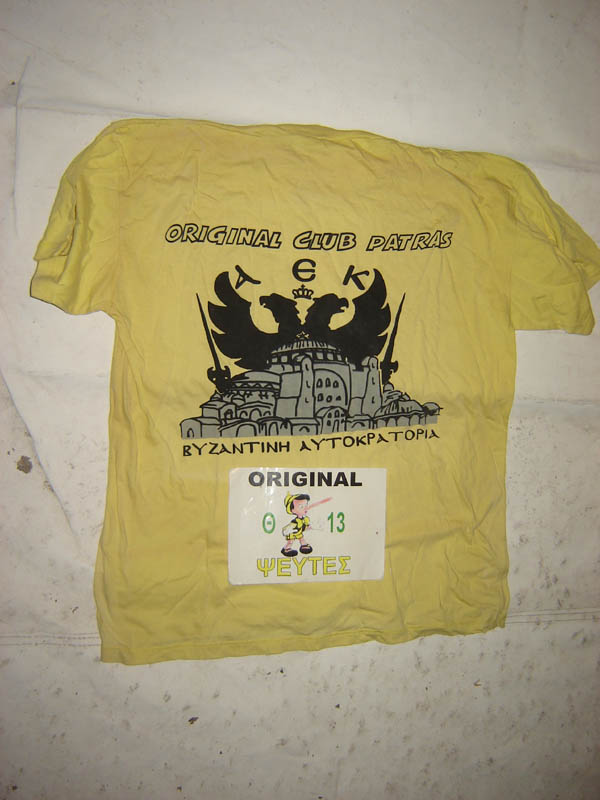 ORIGINAL CLUB PATRAS
Α Ε Κ
ΒΥΖΑΝΤΙΝΗ ΑΥΤΟΚΡΑΤΟΡΙΑ
ORIGINAL
Θ 13
ΨΕΥΤΕΣ